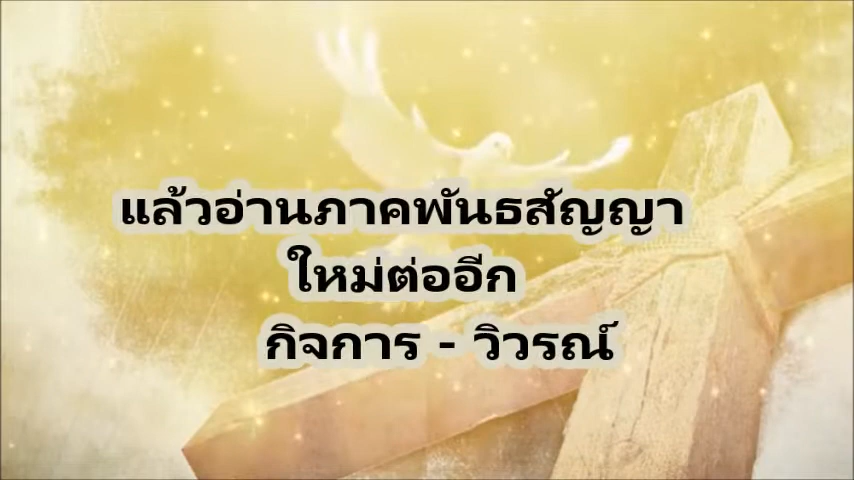 แล้วอ่านภาคพันธสัญญา
ใหม่ต่ออีก
กิจการ - วิวรณ์